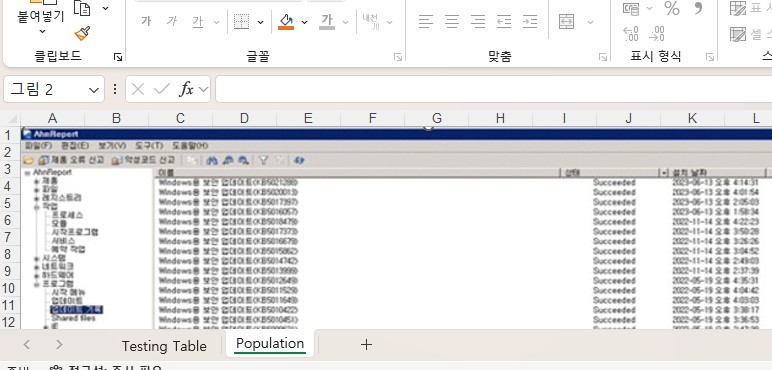 붙여넣기
가 가 가 내천
클립보드 글꼴 맞춤 표시 형식
그림 2 fx
A B C D E F G H I J K L
1 AhnReport
2 파일(F) 편집(E) 보기(V) 도구(T) 도움말(H)
3 제품 오류 신고 악성코드 신고
AhnReport 이름 상태 설치 날짜
4 제품 Windows용 보안 업데이트(KB5021288) Succeeded 2023-06-13 오후 4:14:31
파일 Windows용 보안 업데이트(KB5020013) Succeeded 2023-06-13 오후 4:01:54
5 레지스트리 Windows용 보안 업데이트(KB5017397) Succeeded 2023-06-13 오후 2:05:03
작업 Windows용 보안 업데이트(KB5016057) Succeeded 2023-06-13 오후 1:58:34
6 프로세스 Windows용 보안 업데이트(KB5018479) Succeeded 2022-11-14 오후 4:22:23
모듈 Windows용 보안 업데이트(KB5017373) Succeeded 2022-11-14 오후 3:50:28
7 시작프로그램 Windows용 보안 업데이트(KB5016679) Succeeded 2022-11-14 오후 3:26:26
서비스 Windows용 보안 업데이트(KB5015862) Succeeded 2022-11-14 오후 3:04:52
8 예약 작업 Windows용 보안 업데이트(KB5014742) Succeeded 2022-11-14 오후 2:49:03
시스템 Windows용 보안 업데이트(KB5013999) Succeeded 2022-11-14 오후 2:37:39
9 네트워크 Windows용 보안 업데이트(KB5012649) Succeeded 2022-05-19 오후 4:35:31
하드웨어 Windows용 보안 업데이트(KB5011529) Succeeded 2022-05-19 오후 4:04:42
10 프로그램 Windows용 보안 업데이트(KB5011649) Succeeded 2022-05-19 오후 4:03:03
시작 메뉴 Windows용 보안 업데이트(KB5010422) Succeeded 2022-05-19 오후 3:38:17
11 업데이트 Windows용 보안 업데이트(KB5010451) Succeeded 2022-05-19 오후 3:36:53
업데이트 기록
12 Shared files
IE
Testing Table Population